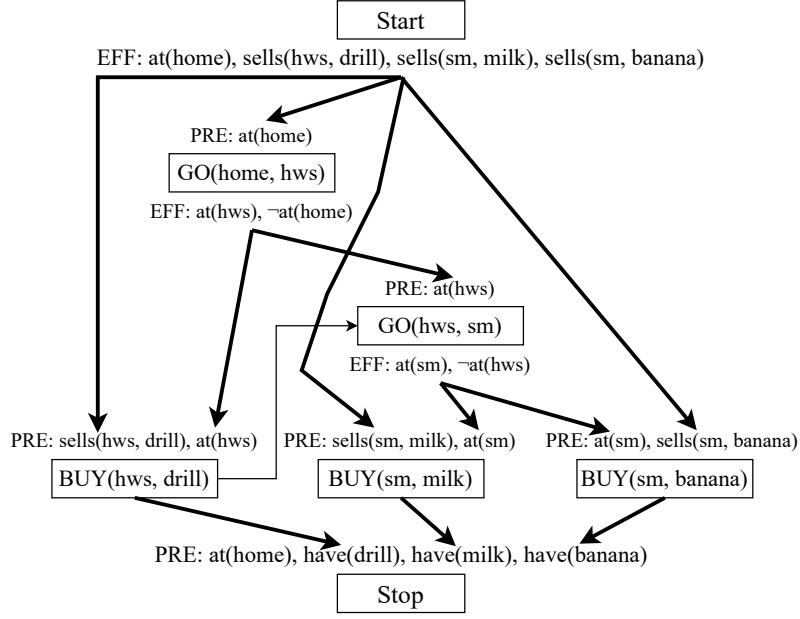 Start
EFF: at(home), sells(hws, drill), sells(sm, milk), sells(sm, banana)
PRE: at(home)
GO(home, hws)
EFF: at(hws), ¬at(home)
PRE: at(hws)
GO(hws, sm)
EFF: at(sm), ¬at(hws)
PRE: sells(hws, drill), at(hws)
BUY(hws, drill)
PRE: sells(sm, milk), at(sm)
BUY(sm, milk)
PRE: at(sm), sells(sm, banana)
BUY(sm, banana)
PRE: at(home), have(drill), have(milk), have(banana)
Stop